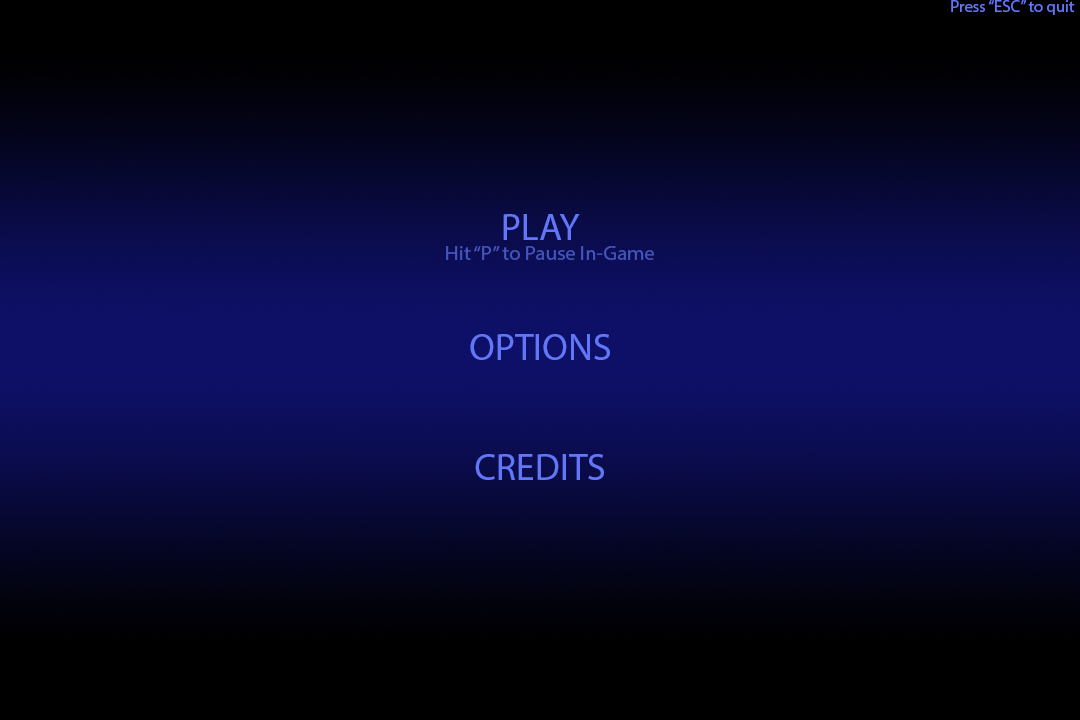 Press “ESC” to quit
PLAY
Hit “P” to Pause In-Game
OPTIONS
CREDITS